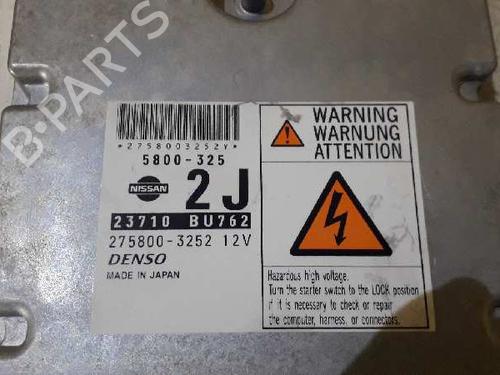 *2758003252Y*
5800-325
NISSAN
2J
23710 BU762
275800-3252 12V
DENSO
MADE IN JAPAN
WARNING
WARNUNG
ATTENTION
Hazardous high voltage.
Turn the starter switch to the LOCK position
if it is necessary to check or repair
the computer, harness, or connectors.
B-PARTS